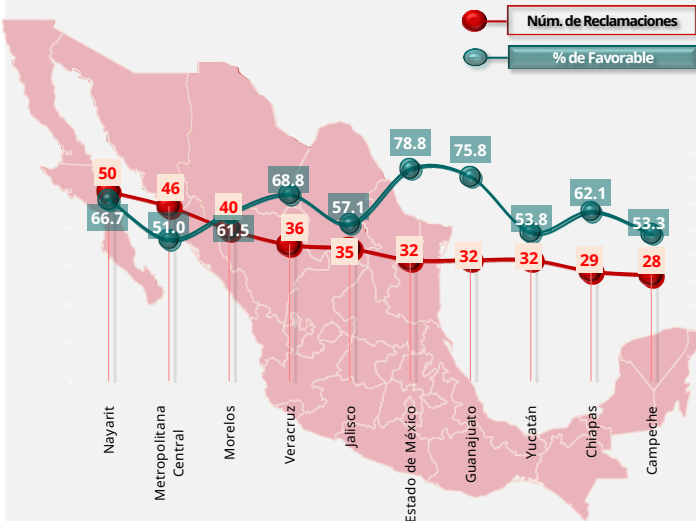 Núm. de Reclamaciones
% de Favorable
78.8
75.8
68.8
62.1
50
46
40
57.1
66.7
51.0
61.5
36
35
32
32
53.8
32
29
53.3
28
Nayarit
Metropolitana
Central
Morelos
Veracruz
Jalisco
Estado de México
Guanajuato
Yucatán
Chiapas
Campeche